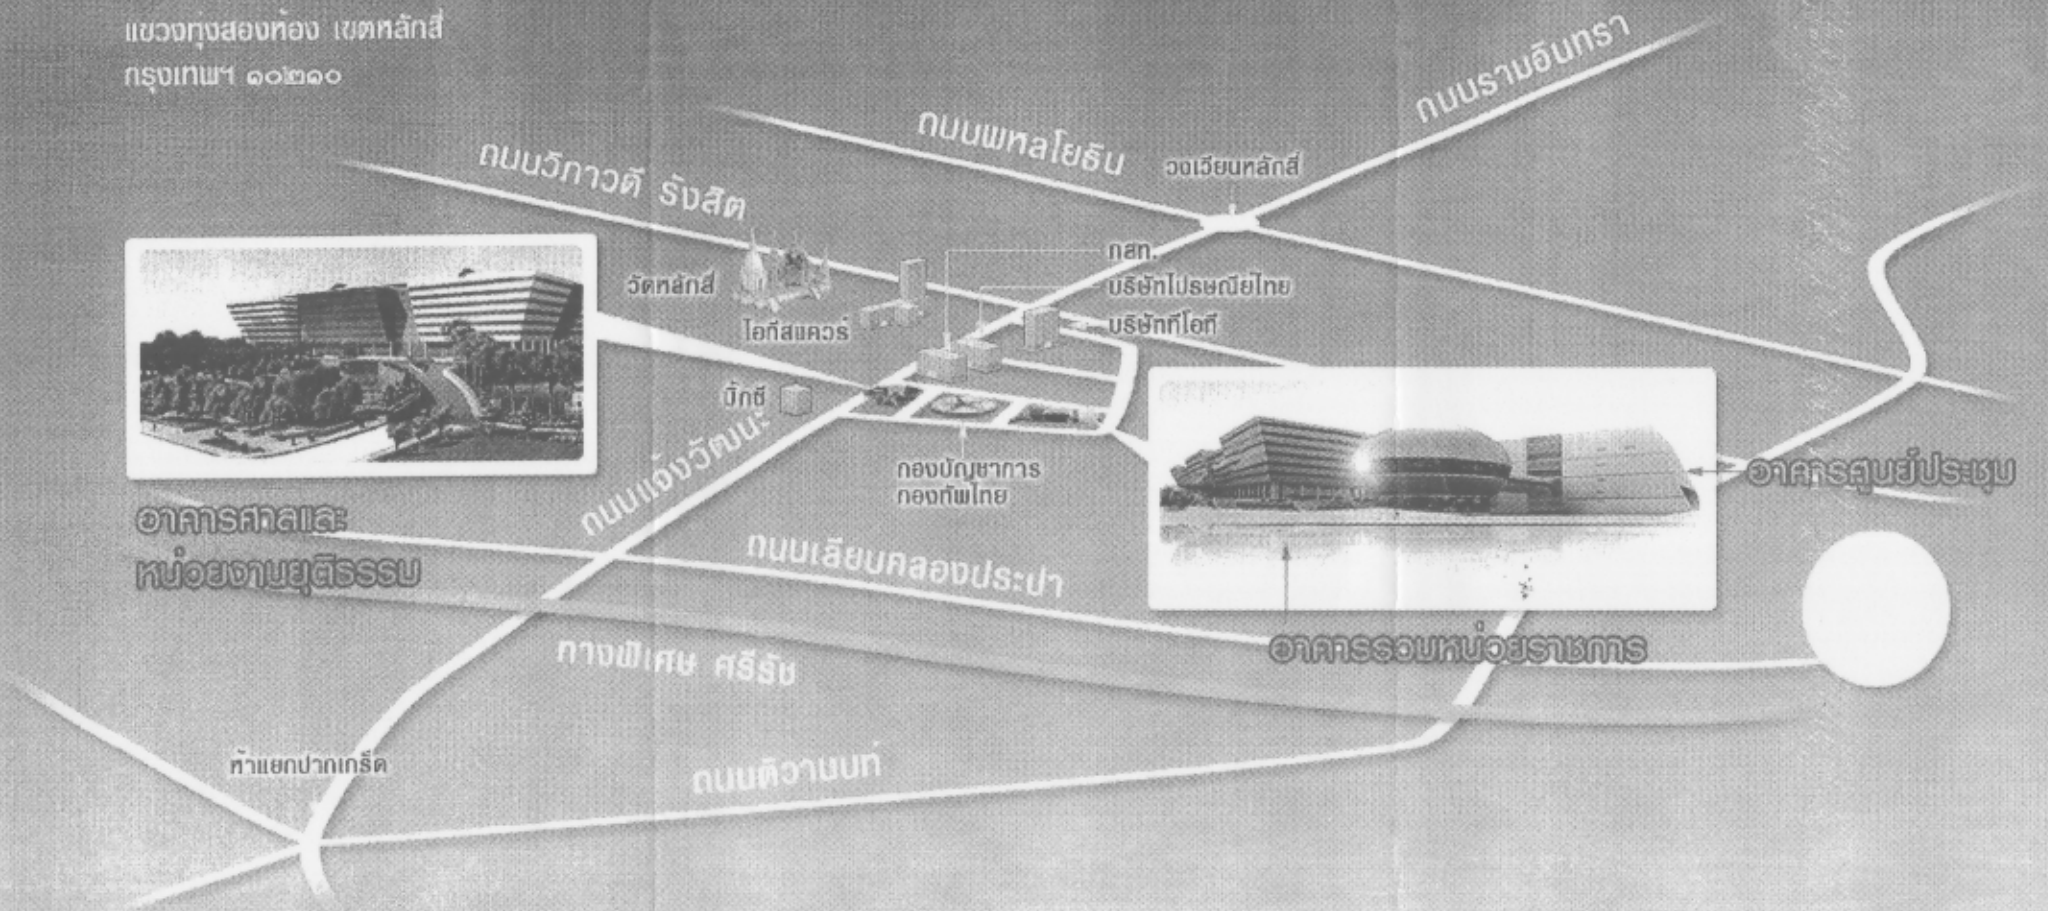 แขวงทุ่งสองห้อง เขตหลักสี่
กรุงเทพฯ ๑๐๒๑๐
ถนนรามอินทรา
ถนนพหลโยธิน
วงเวียนหลักสี่
ถนนวิภาวดี รังสิต
กสท.
วัดหลักสี่
บริษัทไปรษณีย์ไทย
ไอทีสแควร์
บริษัททีโอที
บิ๊กซี
ถนนแจ้งวัฒนะ
กองบัญชาการ
กองทัพไทย
อาคารศูนย์ประชุม
อาคารศาลและ
หน่วยงานยุติธรรม
ถนนเลียบคลองประปา
อาคารรวมหน่วยราชการ
ทางพิเศษ ศรีรัช
ห้าแยกปากเกร็ด
ถนนติวานนท์